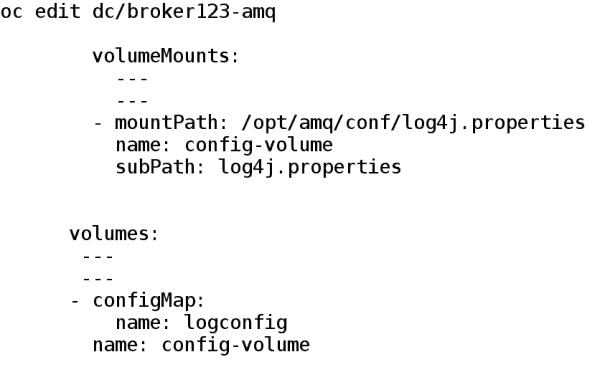 oc edit dc/broker123-amq
volumeMounts:
---
---
- mountPath: /opt/amq/conf/log4j.properties
name: config-volume
subPath: log4j.properties
volumes:
---
---
- configMap:
name: logconfig
name: config-volume